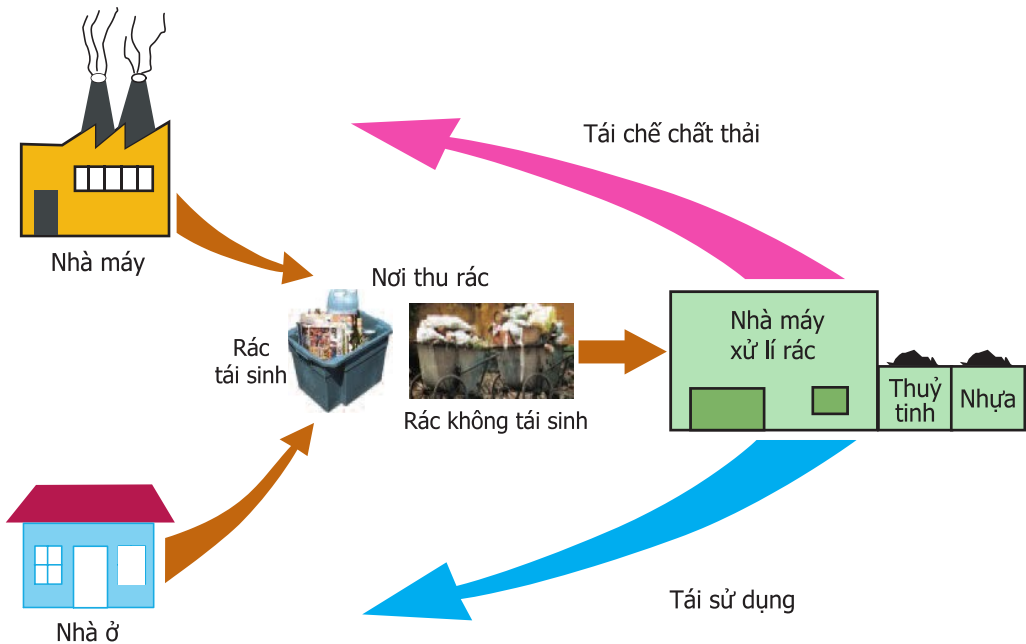 Tái chế chất thải
Nhà máy
Nơi thu rác
Rác
tái sinh
Rác không tái sinh
Nhà máy
xử lí rác
Thuỷ
tinh
Nhựa
Tái sử dụng
Nhà ở